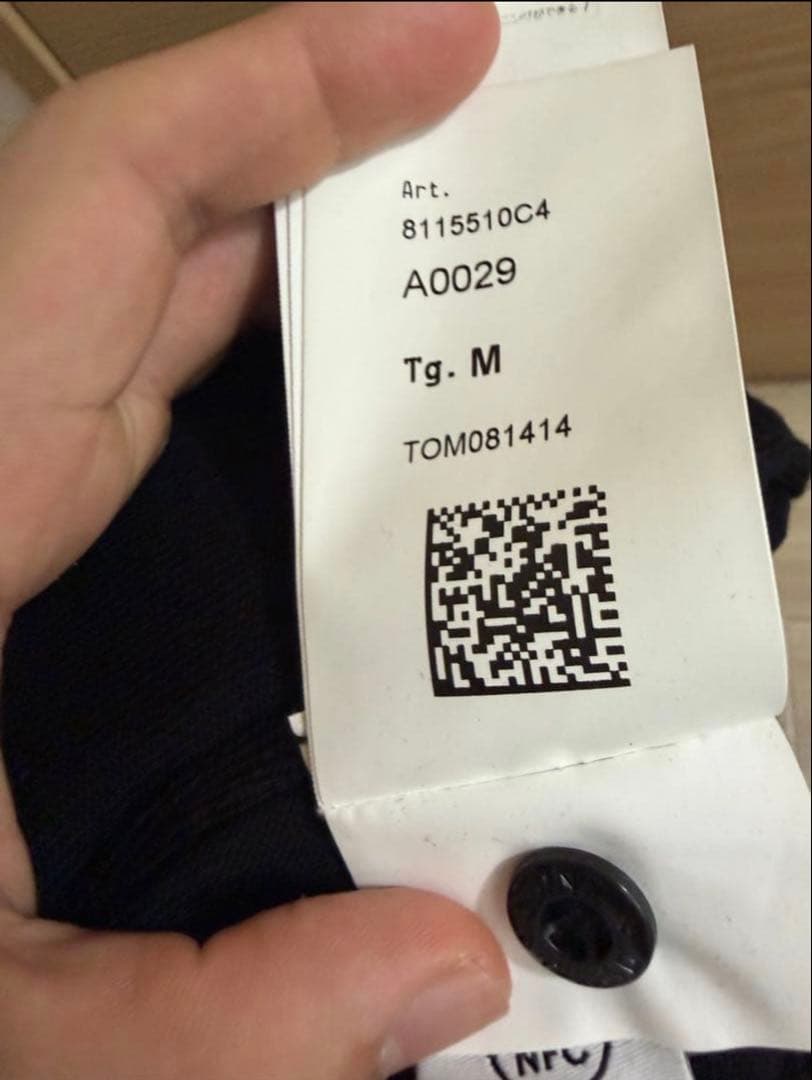 Art.
8115510C4
A0029
Tg. M
TOM081414
NFC